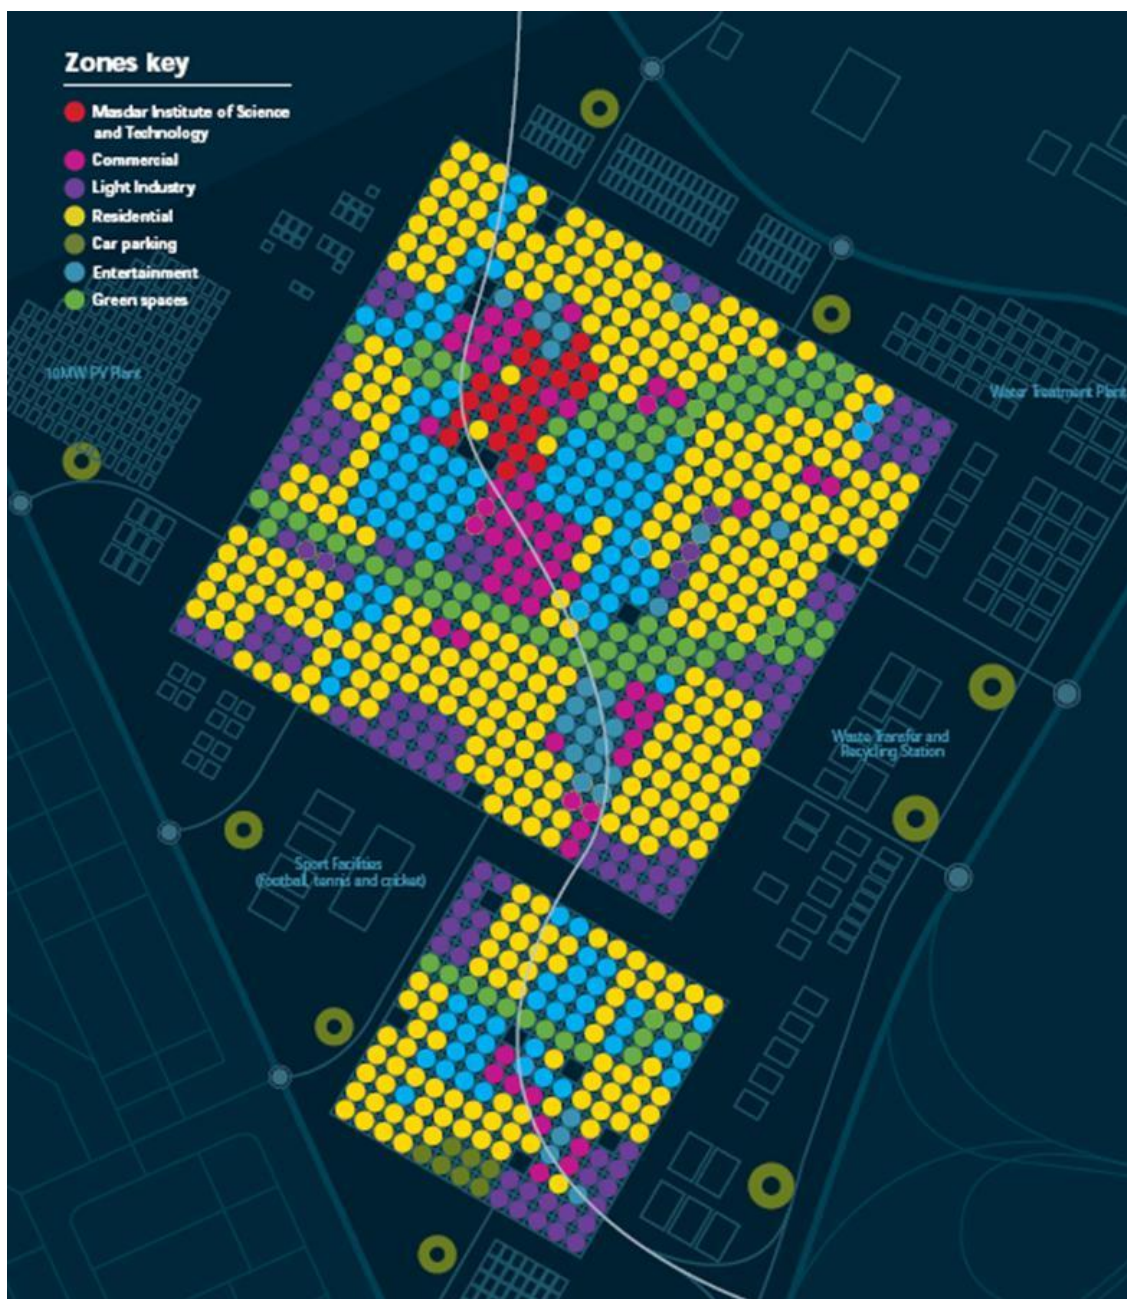 Zones key
Masdar Institute of Science
and Technology
Commercial
Light Industry
Residential
Car parking
Entertainment
Green spaces
10MW PV Plant
Water Treatment Plant
Waste Transfer and
Recycling Station
Sport Facilities
(football, tennis and cricket)